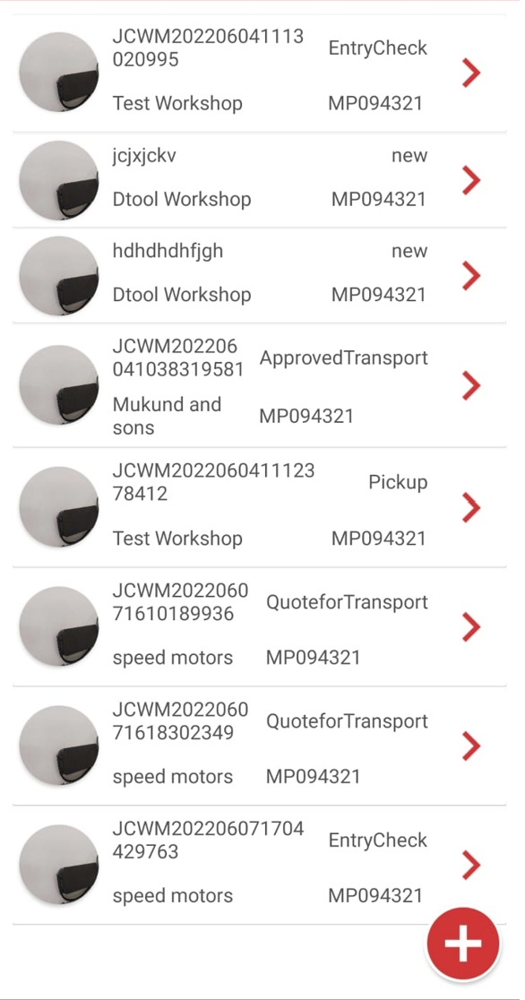 JCWM202206041113 EntryCheck
020995
Test Workshop MP094321
jcjxjckv new
Dtool Workshop MP094321
hdhdhdhfjgh new
Dtool Workshop MP094321
JCWM202206 ApprovedTransport
041038319581
Mukund and MP094321
sons
JCWM2022060411123 Pickup
78412
Test Workshop MP094321
JCWM2022060 QuoteforTransport
71610189936
speed motors MP094321
JCWM2022060 QuoteforTransport
71618302349
speed motors MP094321
JCWM202206071704 EntryCheck
429763
speed motors MP094321